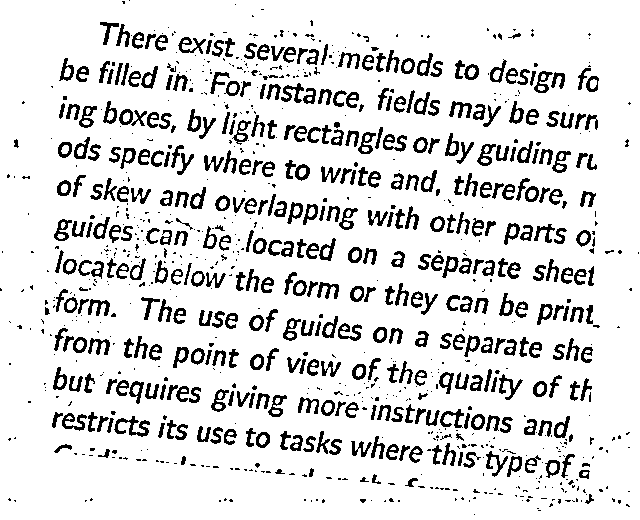 There exist several methods to design fo
be filled in. For instance, fields may be surr
ing boxes, by light rectangles or by guiding ru
ods specify where to write and, therefore, m
of skew and overlapping with other parts o
guides can be located on a separate sheet
located below the form or they can be print
form. The use of guides on a separate she
from the point of view of the quality of th
but requires giving more instructions and,
restricts its use to tasks where this type of a